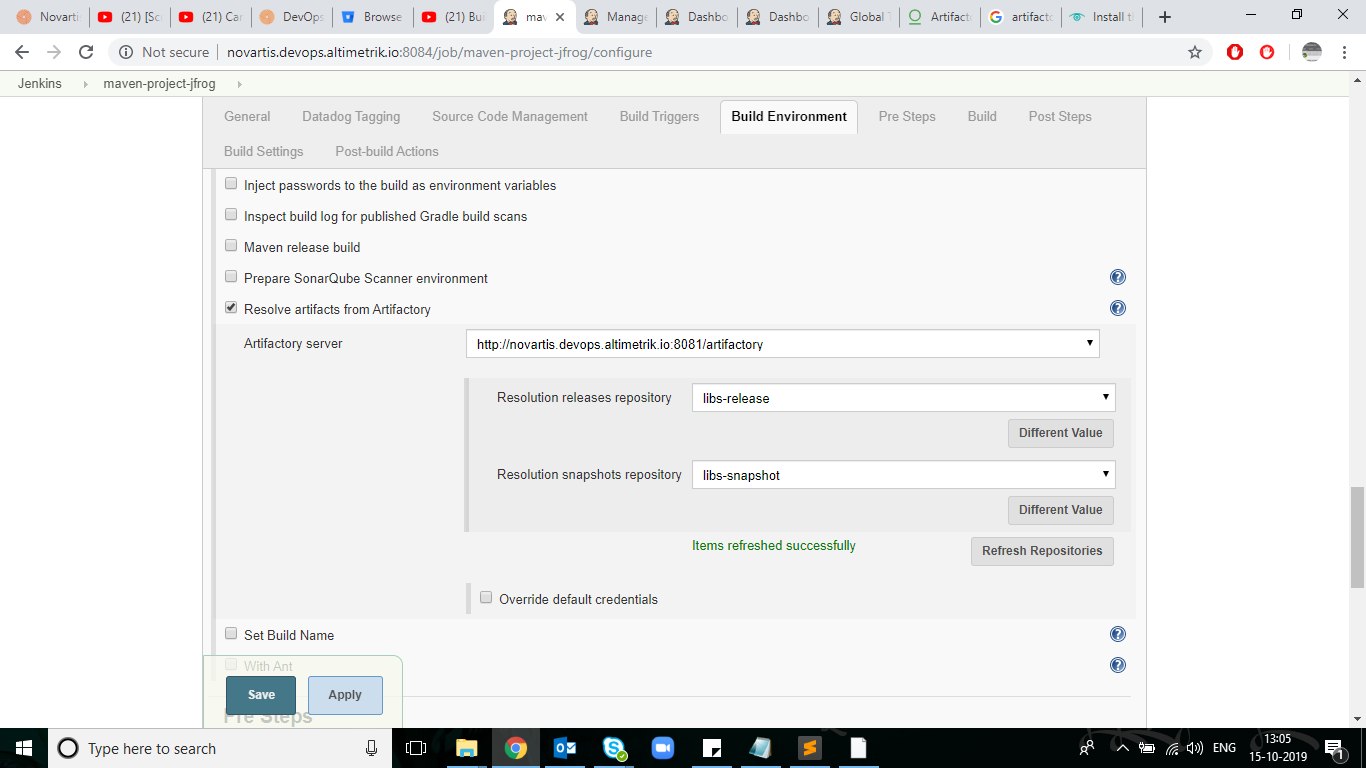 Novarti
(21) [Sc
(21) Car
DevOps
Browse
(21) Bui
mav
Manage
Dashbo
Dashbo
Global T
Artifact
artifact
Install t
Not secure
novartis.devops.altimetrik.io:8084/job/maven-project-jfrog/configure
Jenkins
maven-project-jfrog
General
Datadog Tagging
Source Code Management
Build Triggers
Build Environment
Pre Steps
Build
Post Steps
Build Settings
Post-build Actions
Inject passwords to the build as environment variables
Inspect build log for published Gradle build scans
Maven release build
Prepare SonarQube Scanner environment
Resolve artifacts from Artifactory
Artifactory server
http://novartis.devops.altimetrik.io:8081/artifactory
Resolution releases repository
libs-release
Different Value
Resolution snapshots repository
libs-snapshot
Different Value
Items refreshed successfully
Refresh Repositories
Override default credentials
Set Build Name
With Ant
Save
Apply
Pre Steps
Type here to search
ENG
13:05
15-10-2019
1